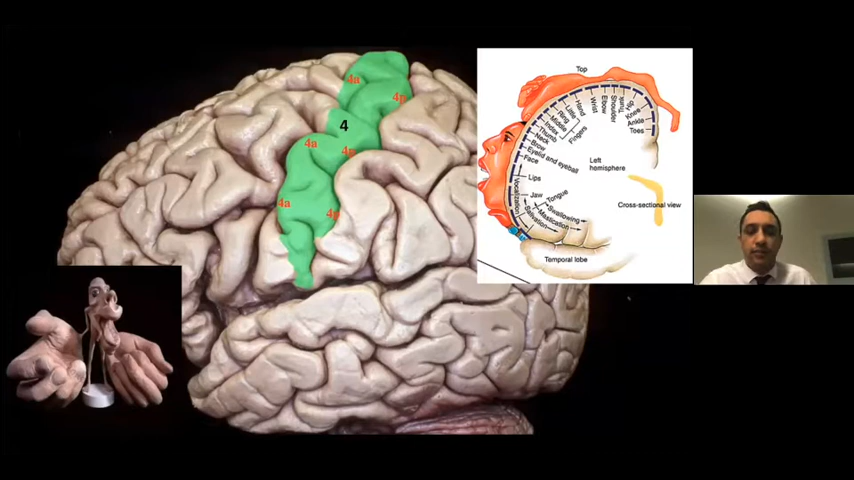 4a
4p
4
4a
4p
4a
4p
Top
Toes
Ankle
Knee
Hip
Trunk
Shoulder
Elbow
Wrist
Hand
Little
Ring
Middle
Index
Fingers
Thumb
Neck
Brow
Eyelid and eyeball
Face
Lips
Jaw
Tongue
Swallowing
Mastication
Salivation
Vocalization
Left
hemisphere
Cross-sectional view
Temporal lobe